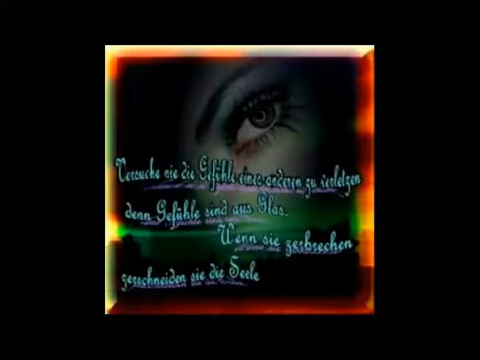 Versuche nie die Gefühle eines anderen zu verletzen
denn Gefühle sind aus Glas.
Wenn sie zerbrechen
zerschneiden sie die Seele